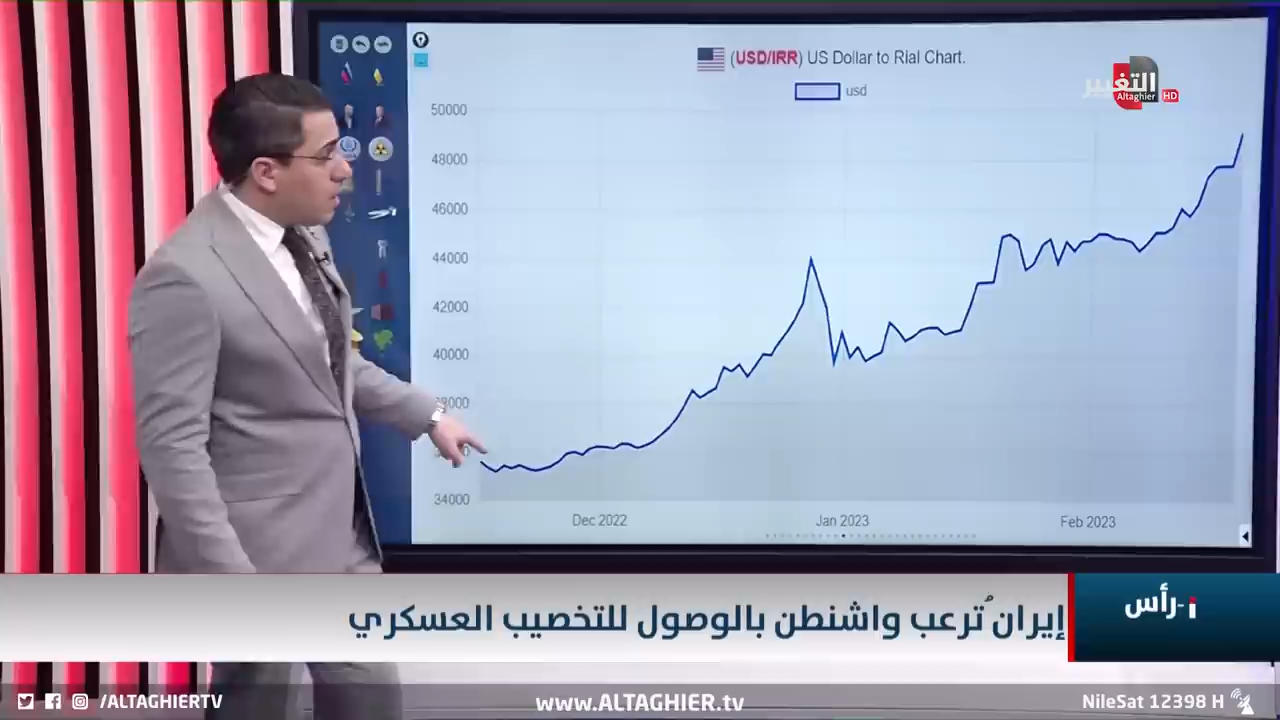 (USD/IRR) US Dollar to Rial Chart.
usd
التغيير
Altaghier HD
50000
48000
46000
44000
42000
40000
34000
Dec 2022
Jan 2023
Feb 2023
i-رأس
إيران ُترعب واشنطن بالوصول للتخصيب العسكري
/ALTAGHIERTV
www.ALTAGHIER.tv
NileSat 12398 H